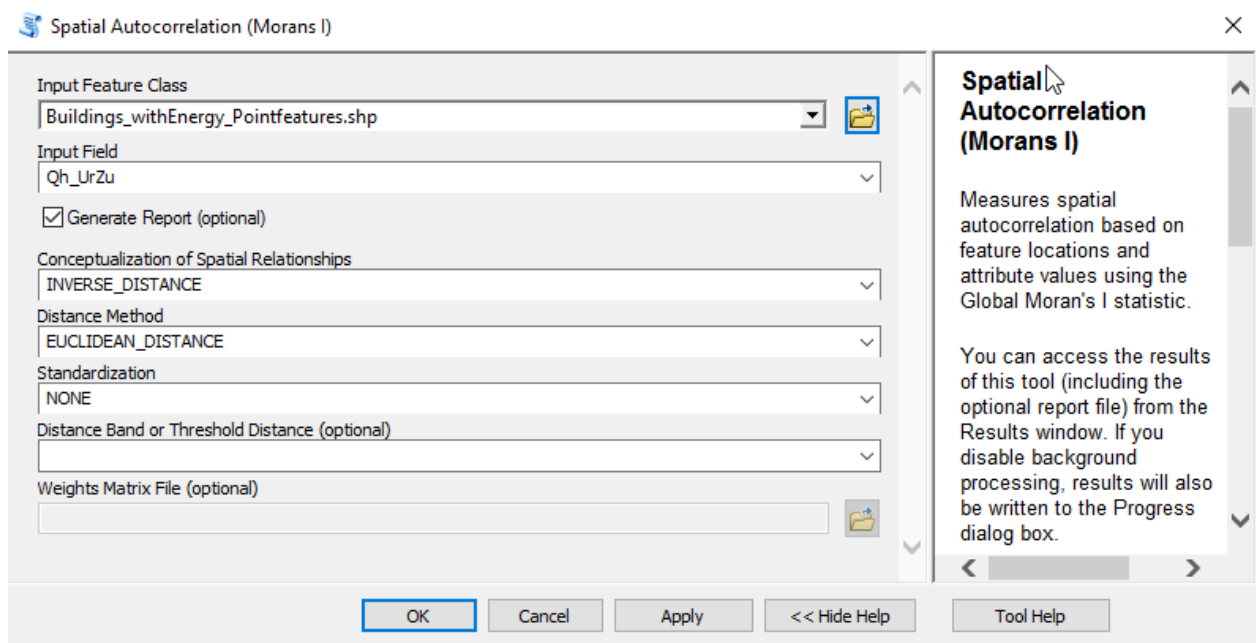 Spatial Autocorrelation (Morans I)
Input Feature Class
Buildings_withEnergy_Pointfeatures.shp
Input Field
Qh_UrZu
Generate Report (optional)
Conceptualization of Spatial Relationships
INVERSE_DISTANCE
Distance Method
EUCLIDEAN_DISTANCE
Standardization
NONE
Distance Band or Threshold Distance (optional)
Weights Matrix File (optional)
Spatial
Autocorrelation
(Morans I)
Measures spatial
autocorrelation based on
feature locations and
attribute values using the
Global Moran's I statistic.
You can access the results
of this tool (including the
optional report file) from the
Results window. If you
disable background
processing, results will also
be written to the Progress
dialog box.
OK
Cancel
Apply
<< Hide Help
Tool Help